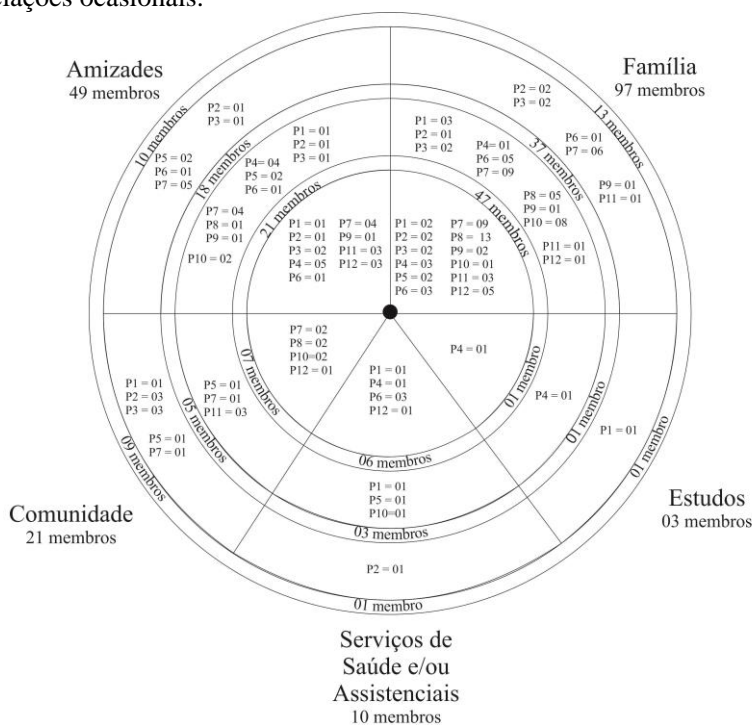 elações ocasionais.
Amizades
49 membros
Família
97 membros
10 membros
P2 = 01
P3 = 01
P5 = 02
P6 = 01
P7 = 05
18 membros
P1 = 01
P2 = 01
P3 = 01
P4= 04
P5 = 02
P6 = 01
P7 = 04
P8 = 01
P9 = 01
P10 = 02
21 membros
P1 = 01
P2 = 01
P3 = 02
P4 = 05
P6 = 01
P7 = 04
P9 = 01
P11 = 03
P12 = 03
13 membros
P2 = 02
P3 = 02
P6 = 01
P7 = 06
P9 = 01
P11 = 01
37 membros
P1 = 03
P2 = 01
P3 = 02
P4= 01
P6 = 05
P7 = 09
P8 = 05
P9 = 01
P10 = 08
P11 = 01
P12 = 01
47 membros
P1 = 02
P2 = 02
P3 = 02
P4 = 03
P5 = 02
P6 = 03
P7 = 09
P8 = 13
P9 = 02
P10 = 01
P11 = 03
P12 = 05
P7 = 02
P8 = 02
P10=02
P12 = 01
07 membros
P5 = 01
P7 = 01
P11 = 03
05 membros
P1 = 01
P2 = 03
P3 = 03
P5 = 01
P7 = 01
09 membros
Comunidade
21 membros
P1 = 01
P4 = 01
P6 = 03
P12 = 01
06 membros
P1 = 01
P5 = 01
P10=01
03 membros
P2 = 01
01 membro
Serviços de
Saúde e/ou
Assistenciais
10 membros
P4 = 01
01 membro
P4 = 01
01 membro
P1 = 01
01 membro
Estudos
03 membros